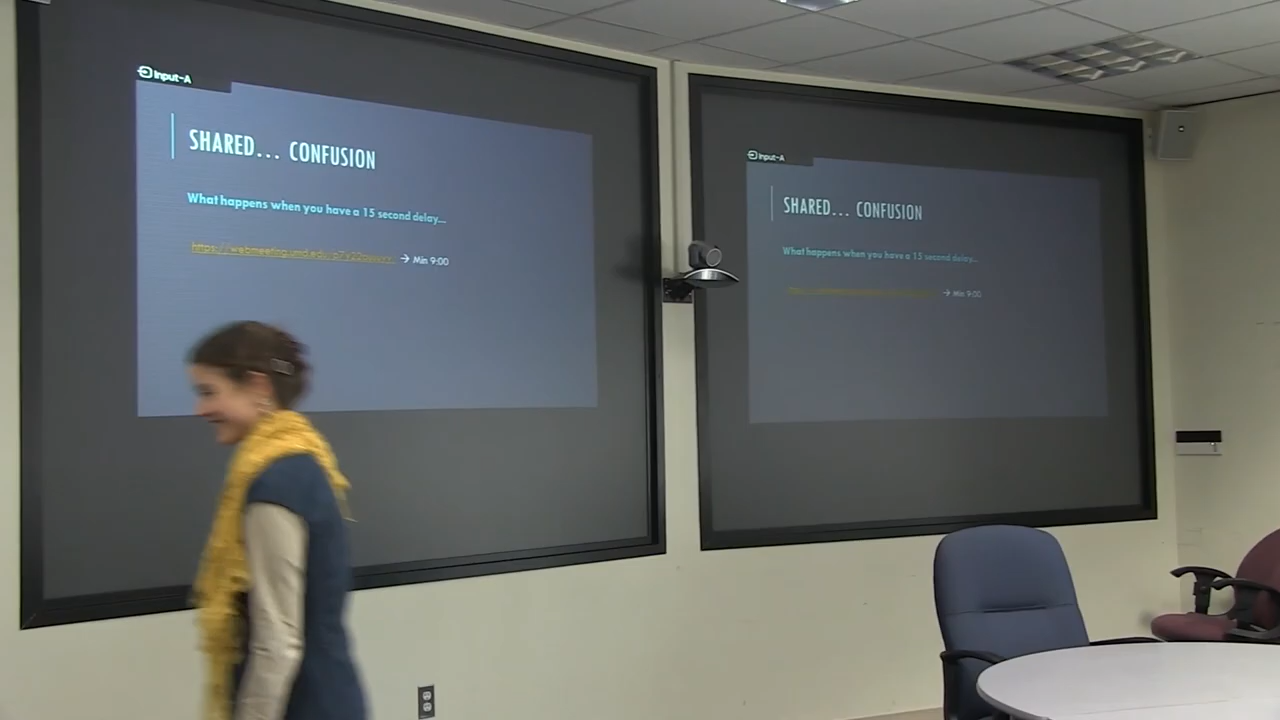 Input-A
SHARED... CONFUSION
What happens when you have a 15 second delay...
→ Min 9:00
Input-A
SHARED... CONFUSION
What happens when you have a 15 second delay...
→ Min 9:00